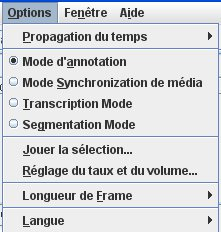 Options Fenêtre Aide
Propagation du temps
Mode d'annotation
Mode Synchronization de média
Transcription Mode
Segmentation Mode
Jouer la sélection...
Réglage du taux et du volume...
Longueur de Frame
Langue